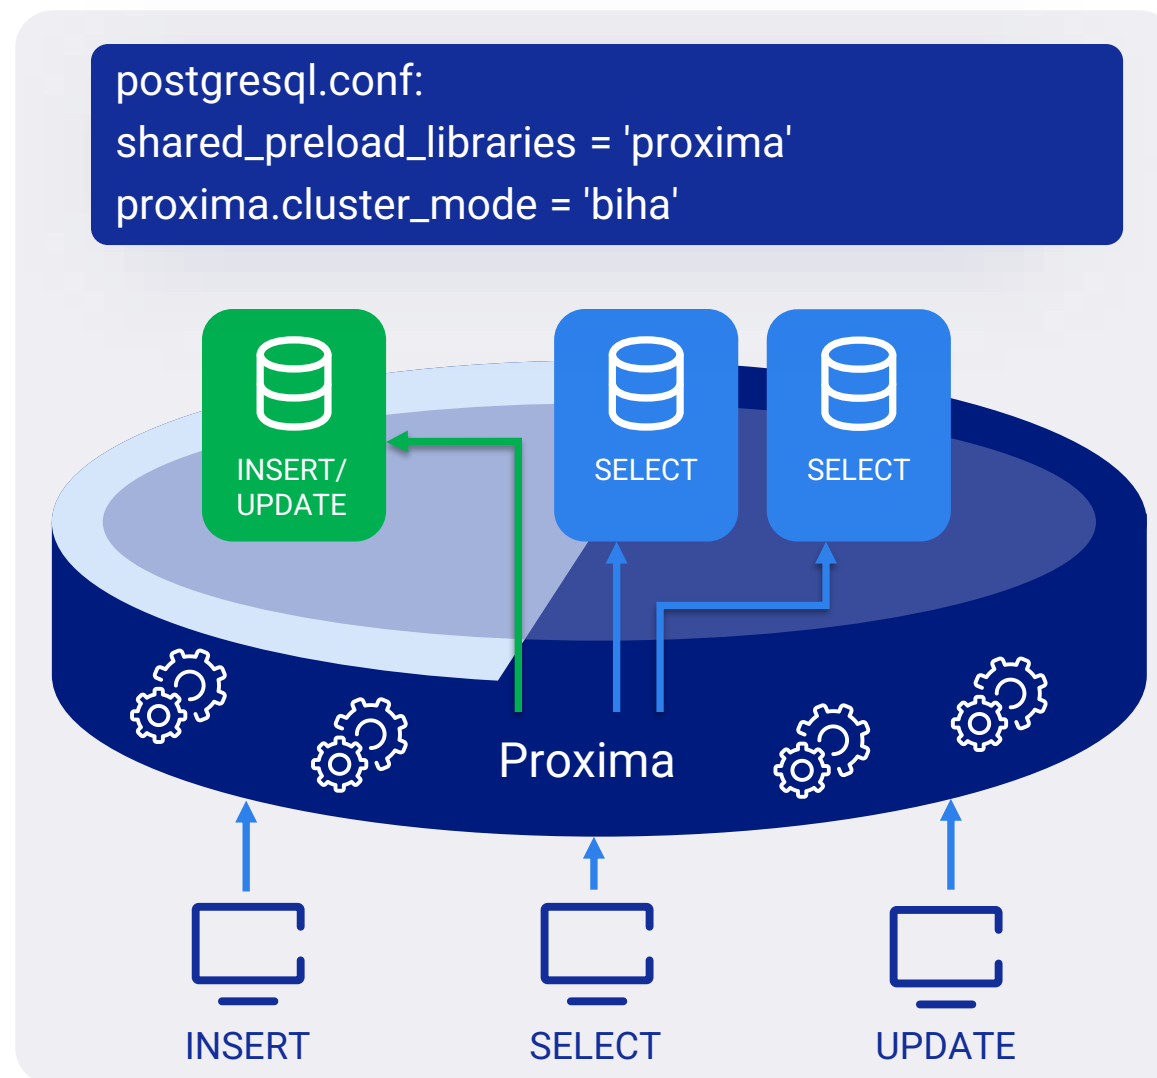 postgresql.conf:
shared_preload_libraries = 'proxima'
proxima.cluster_mode = 'biha'
INSERT/
UPDATE
SELECT
SELECT
Proxima
INSERT
SELECT
UPDATE